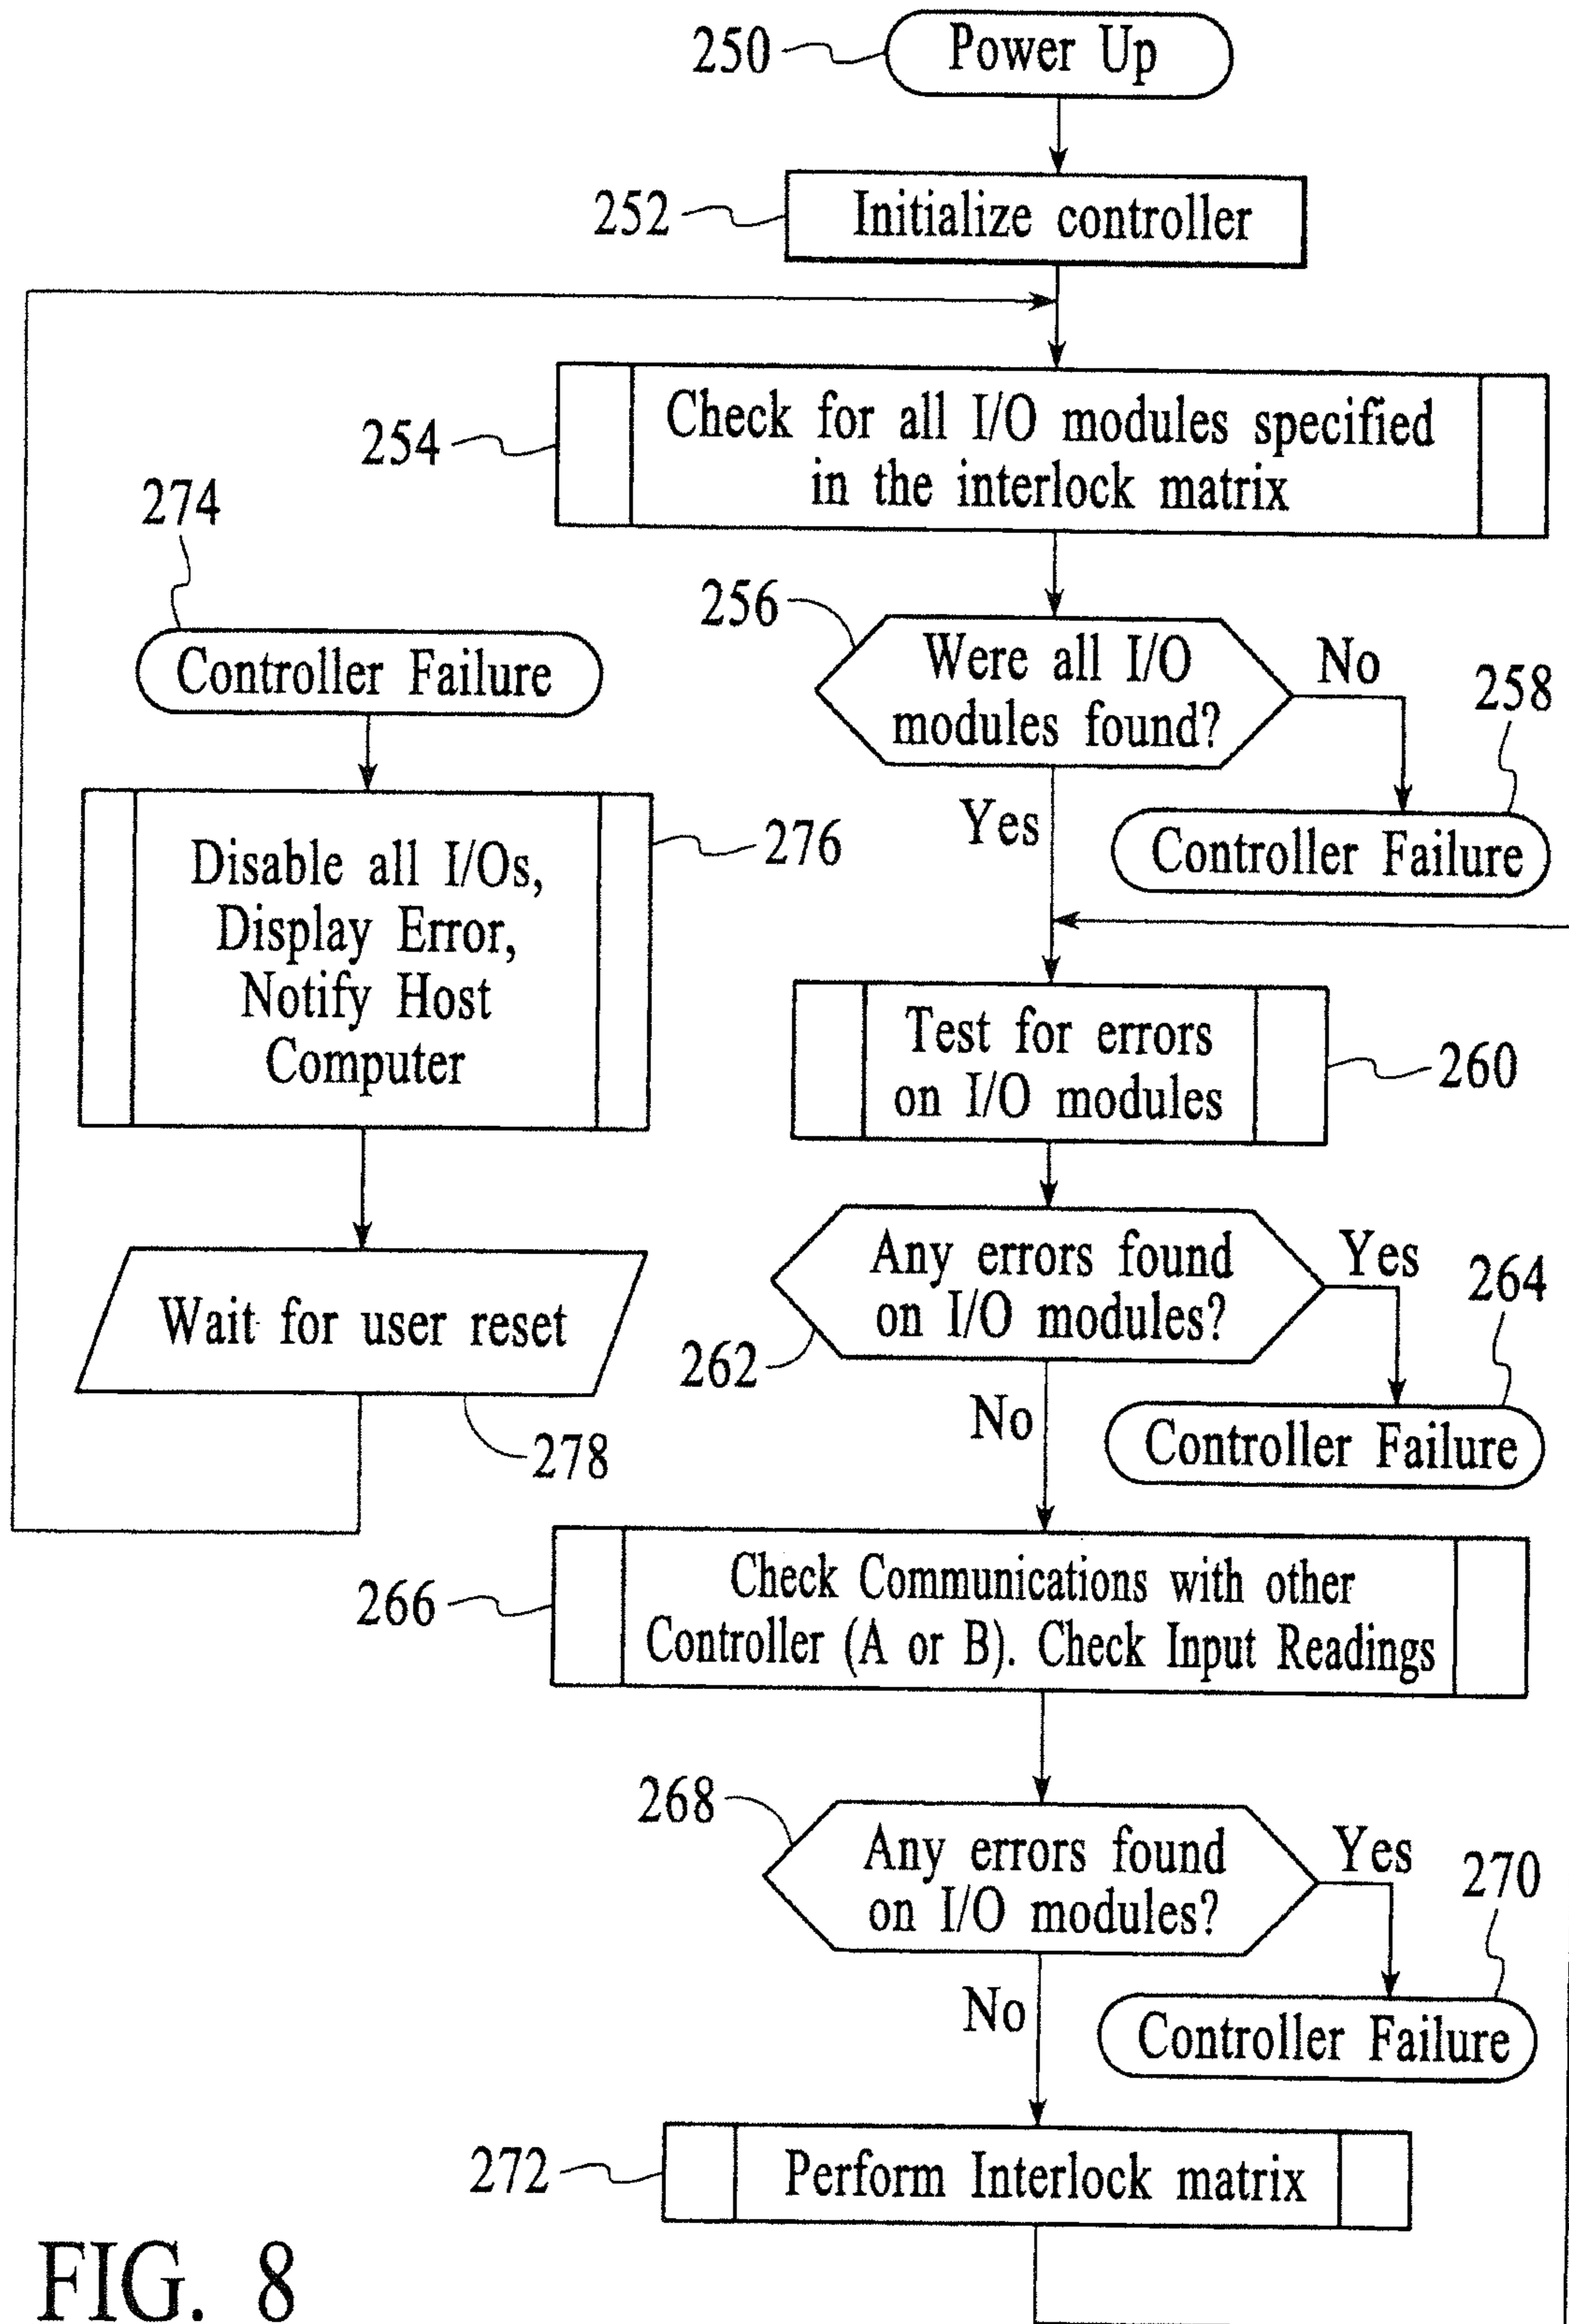 250
Power Up
252
Initialize controller
254
Check for all I/O modules specified
in the interlock matrix
274
256
Were all I/O
modules found?
No
258
Controller Failure
Yes
Controller Failure
276
Disable all I/Os,
Display Error,
Notify Host
Computer
Test for errors
on I/O modules
260
Any errors found
on I/O modules?
Yes
264
262
Wait for user reset
No
Controller Failure
278
266
Check Communications with other
Controller (A or B). Check Input Readings
268
Any errors found
on I/O modules?
Yes
270
No
Controller Failure
272
Perform Interlock matrix
FIG. 8